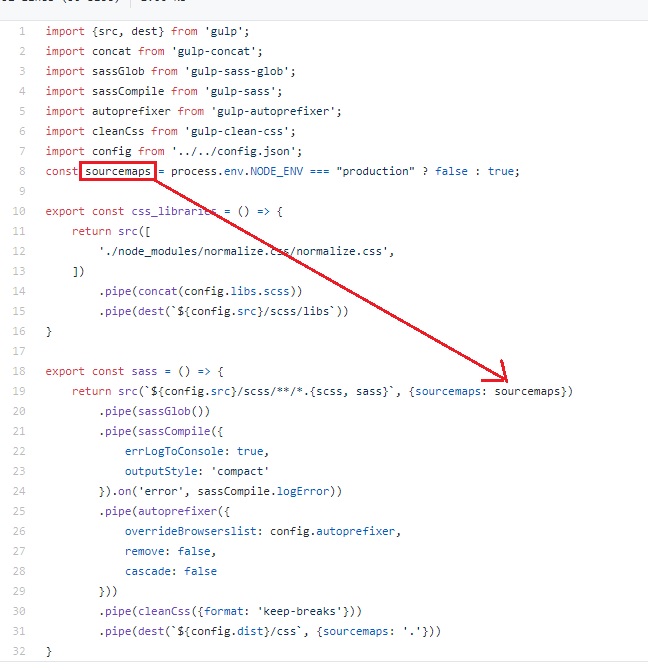 1 import {src, dest} from 'gulp';
2 import concat from 'gulp-concat';
3 import sassGlob from 'gulp-sass-glob';
4 import sassCompile from 'gulp-sass';
5 import autoprefixer from 'gulp-autoprefixer';
6 import cleanCss from 'gulp-clean-css';
7 import config from '../../config.json';
8 const sourcemaps = process.env.NODE_ENV === "production" ? false : true;
9
10 export const css_libraries = () => {
11 return src([
12 './node_modules/normalize.css/normalize.css',
13 ])
14 .pipe(concat(config.libs.scss))
15 .pipe(dest(`${config.src}/scss/libs`))
16 }
17
18 export const sass = () => {
19 return src(`${config.src}/scss/**/*.{scss, sass}`, {sourcemaps: sourcemaps})
20 .pipe(sassGlob())
21 .pipe(sassCompile({
22 errLogToConsole: true,
23 outputStyle: 'compact'
24 }).on('error', sassCompile.logError))
25 .pipe(autoprefixer({
26 overrideBrowserslist: config.autoprefixer,
27 remove: false,
28 cascade: false
29 }))
30 .pipe(cleanCss({format: 'keep-breaks'}))
31 .pipe(dest(`${config.dist}/css`, {sourcemaps: '.'}))
32 }